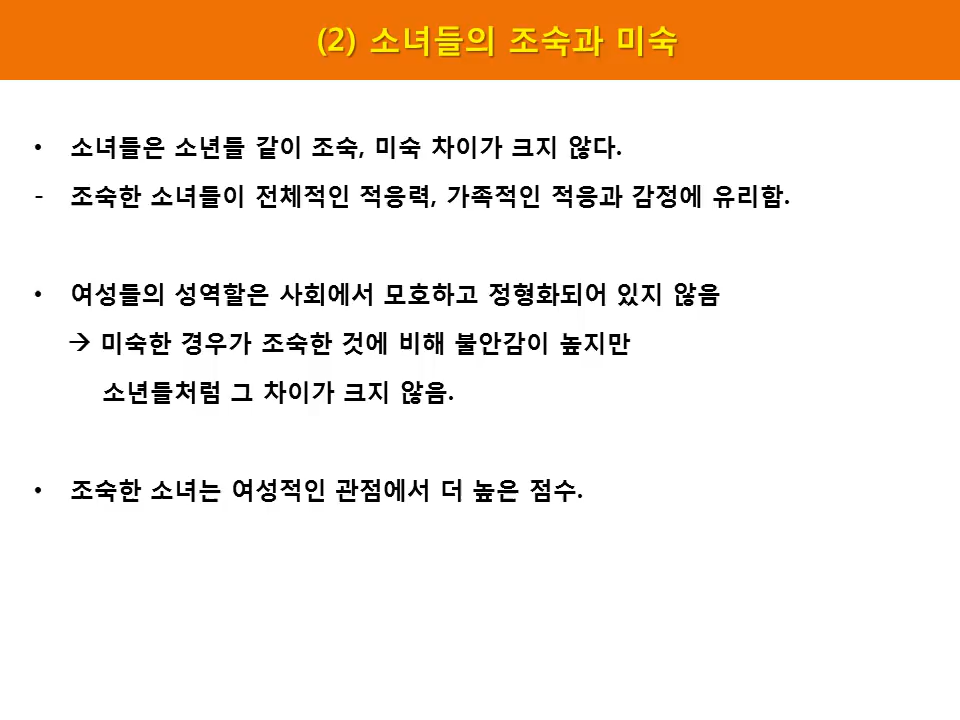 (2) 소녀들의 조숙과 미숙
• 소녀들은 소년들 같이 조숙, 미숙 차이가 크지 않다.
- 조숙한 소녀들이 전체적인 적응력, 가족적인 적응과 감정에 유리함.
• 여성들의 성역할은 사회에서 모호하고 정형화되어 있지 않음
→ 미숙한 경우가 조숙한 것에 비해 불안감이 높지만
소년들처럼 그 차이가 크지 않음.
• 조숙한 소녀는 여성적인 관점에서 더 높은 점수.